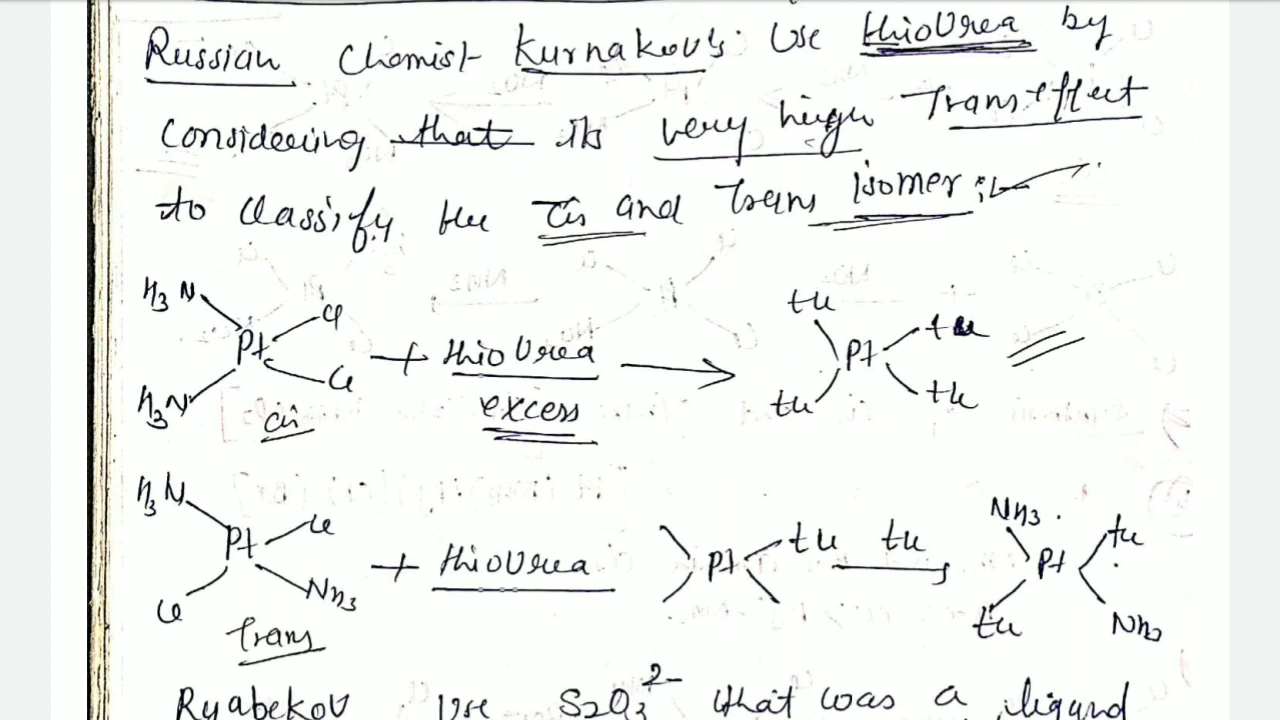 Russian Chemist Kurnakov's Use thioUrea by
Considering that its very high Trans effect
to classify the Cis and Trans isomer :-
H3N Cl tu tu
Pt + thioUrea → Pt
H3N Cl cis excess tu tu
H3N Cl tu tu NH3 tu
Pt + thioUrea Pt → Pt
Cl NH3 tu NH3
Trans
Ryabekov Use S2O3 2- that was a ligand